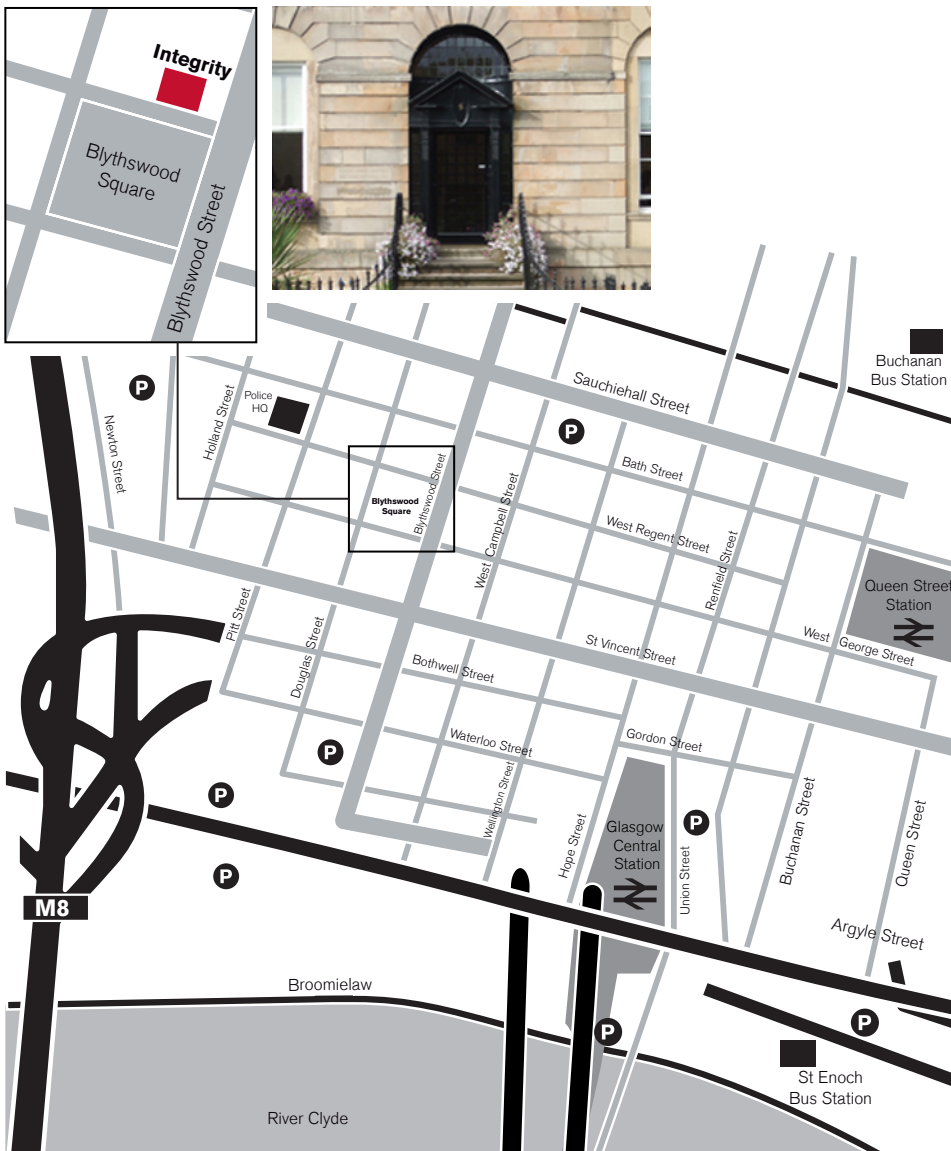 Integrity
Blythswood
Square
Blythswood Street
Buchanan
Bus Station
Sauchiehall Street
P
Police
HQ
Holland Street
Newton Street
P
Bath Street
Blythswood
Square
Blythswood Street
West Campbell Street
West Regent Street
Renfield Street
Queen Street
Station
Pitt Street
Douglas Street
St Vincent Street
West George Street
Bothwell Street
Waterloo Street
Gordon Street
P
P
Wellington Street
Hope Street
Glasgow
Central
Station
P
Union Street
Buchanan Street
Queen Street
P
M8
Argyle Street
Broomielaw
P
P
St Enoch
Bus Station
River Clyde